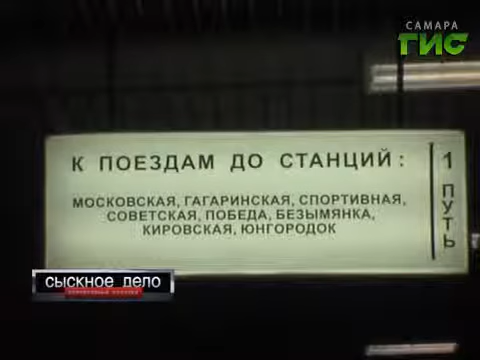 САМАРА
ГИС
К ПОЕЗДАМ ДО СТАНЦИЙ:
МОСКОВСКАЯ, ГАГАРИНСКАЯ, СПОРТИВНАЯ,
СОВЕТСКАЯ, ПОБЕДА, БЕЗЫМЯНКА,
КИРОВСКАЯ, ЮНГОРОДОК
1 ПУТЬ
СЫСКНОЕ ДЕЛО